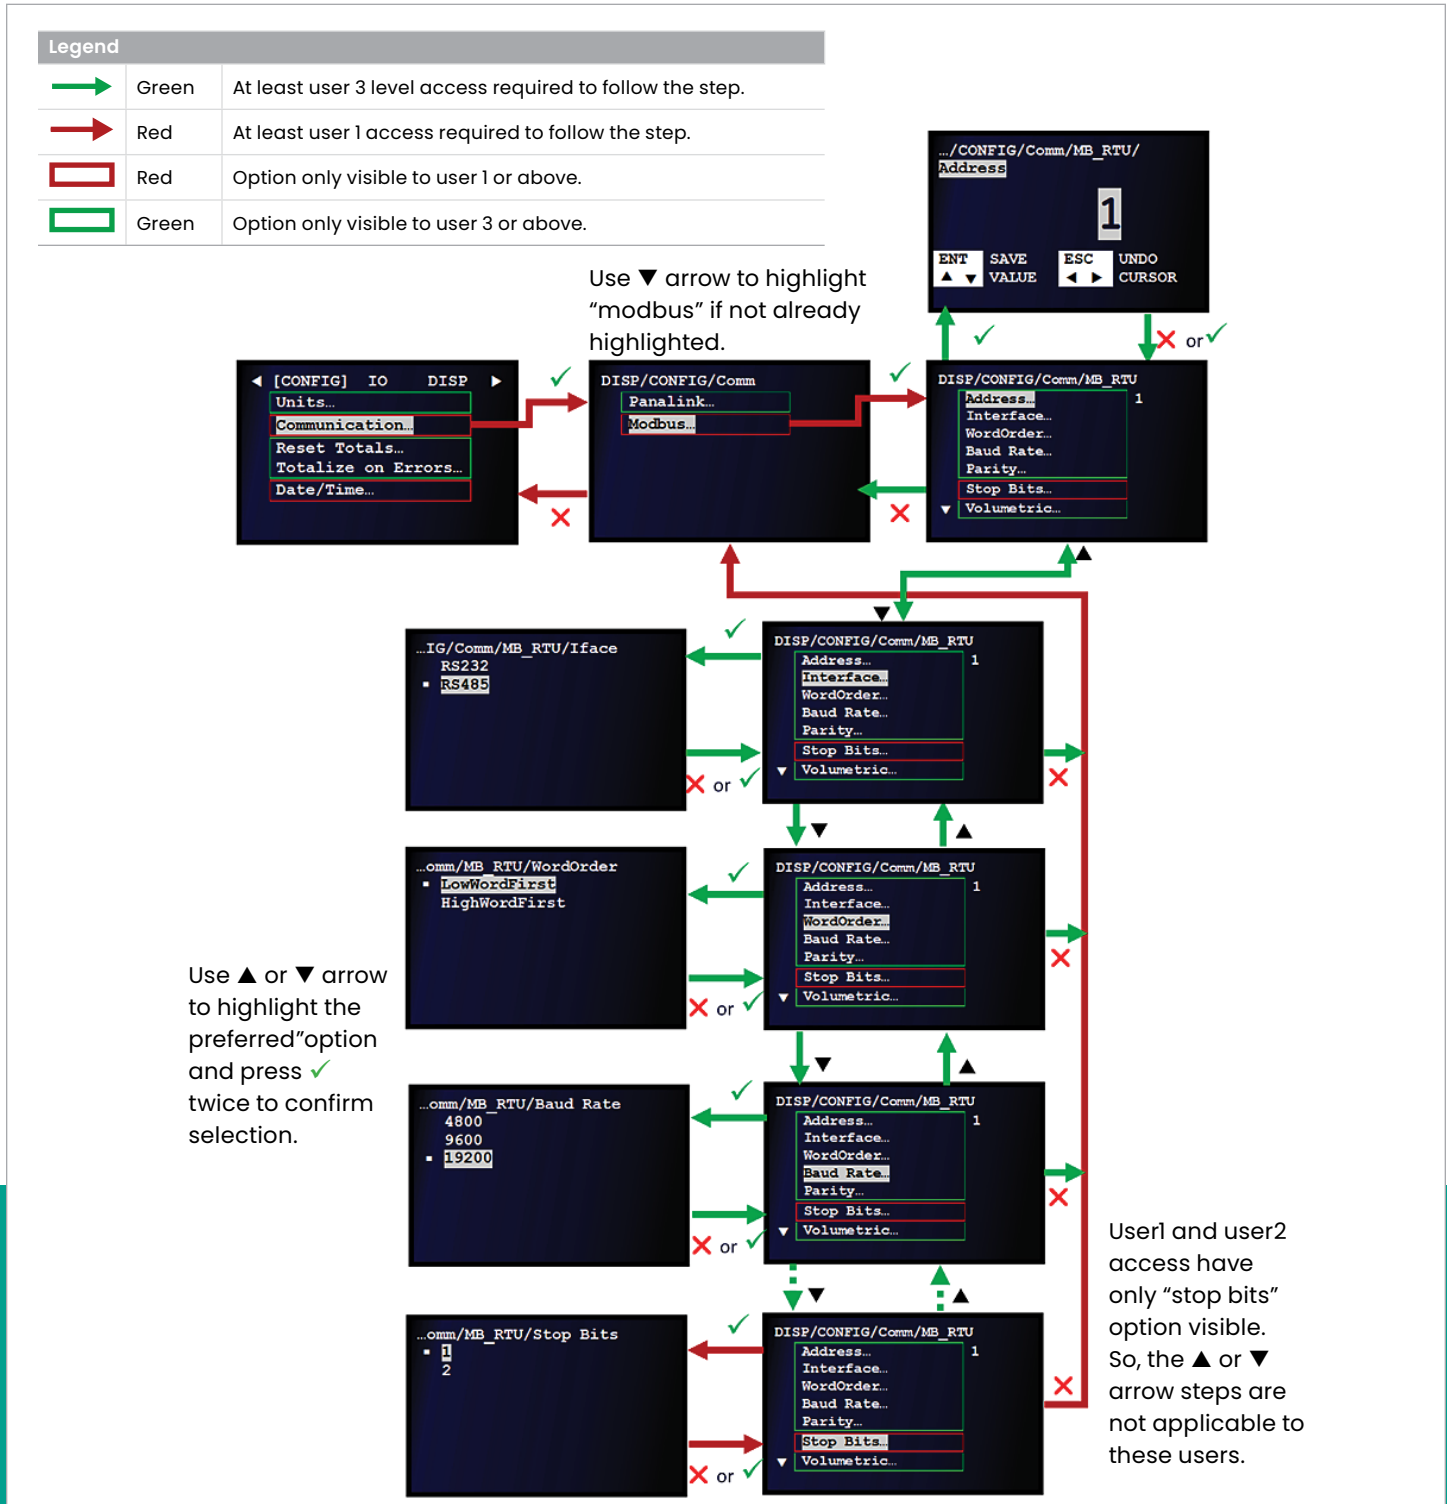 Legend
Green At least user 3 level access required to follow the step.
Red At least user 1 access required to follow the step.
Red Option only visible to user 1 or above.
Green Option only visible to user 3 or above.
…/CONFIG/Comm/MB_RTU/
Address
1
ENT SAVE ESC UNDO
▲ ▼ VALUE ◀ ▶ CURSOR
✓
✕ or ✓
Use ▼ arrow to highlight
“modbus” if not already
highlighted.
◀ [CONFIG] IO DISP ▶
Units…
Communication…
Reset Totals…
Totalize on Errors…
Date/Time…
✓
✕
DISP/CONFIG/Comm
Panalink…
Modbus…
✓
✕
DISP/CONFIG/Comm/MB_RTU
Address… 1
Interface…
WordOrder…
Baud Rate…
Parity…
Stop Bits…
▼ Volumetric…
▲
▼
…IG/Comm/MB_RTU/Iface
RS232
▪ RS485
✓
✕ or ✓
DISP/CONFIG/Comm/MB_RTU
Address… 1
Interface…
WordOrder…
Baud Rate…
Parity…
Stop Bits…
▼ Volumetric…
✕
▼ ▲
…omm/MB_RTU/WordOrder
▪ LowWordFirst
HighWordFirst
✓
✕ or ✓
DISP/CONFIG/Comm/MB_RTU
Address… 1
Interface…
WordOrder…
Baud Rate…
Parity…
Stop Bits…
▼ Volumetric…
✕
Use ▲ or ▼ arrow
to highlight the
preferred”option
and press ✓
twice to confirm
selection.
▼ ▲
…omm/MB_RTU/Baud Rate
4800
9600
▪ 19200
✓
✕ or ✓
DISP/CONFIG/Comm/MB_RTU
Address… 1
Interface…
WordOrder…
Baud Rate…
Parity…
Stop Bits…
▼ Volumetric…
✕
▼ ▲
…omm/MB_RTU/Stop Bits
▪ 1
2
✓
✕ or ✓
DISP/CONFIG/Comm/MB_RTU
Address… 1
Interface…
WordOrder…
Baud Rate…
Parity…
Stop Bits…
▼ Volumetric…
✕
User1 and user2
access have
only “stop bits”
option visible.
So, the ▲ or ▼
arrow steps are
not applicable to
these users.